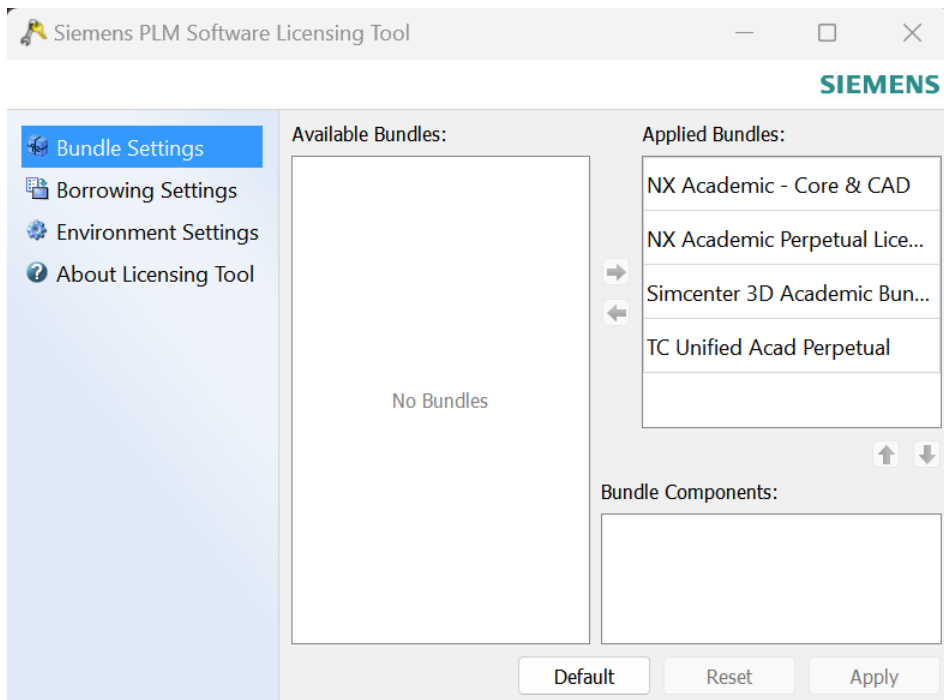 Siemens PLM Software Licensing Tool
SIEMENS
Bundle Settings
Borrowing Settings
Environment Settings
About Licensing Tool
Available Bundles:
No Bundles
Applied Bundles:
NX Academic - Core & CAD
NX Academic Perpetual Lice...
Simcenter 3D Academic Bun...
TC Unified Acad Perpetual
Bundle Components:
Default
Reset
Apply